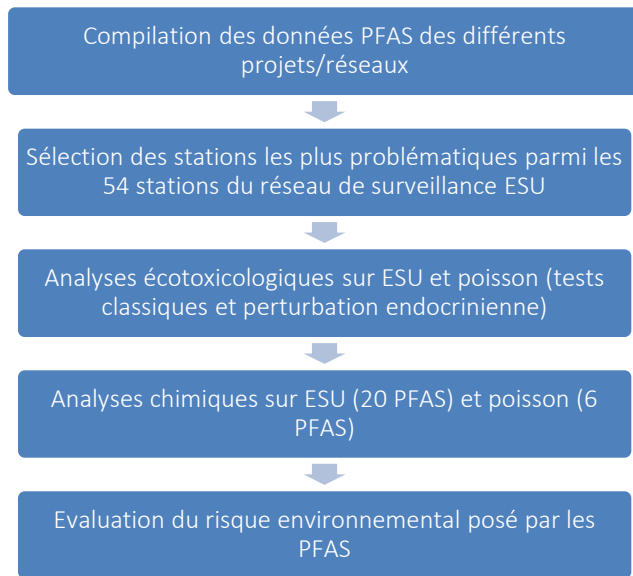 Compilation des données PFAS des différents
projets/réseaux
Sélection des stations les plus problématiques parmi les
54 stations du réseau de surveillance ESU
Analyses écotoxicologiques sur ESU et poisson (tests
classiques et perturbation endocrinienne)
Analyses chimiques sur ESU (20 PFAS) et poisson (6
PFAS)
Evaluation du risque environnemental posé par les
PFAS